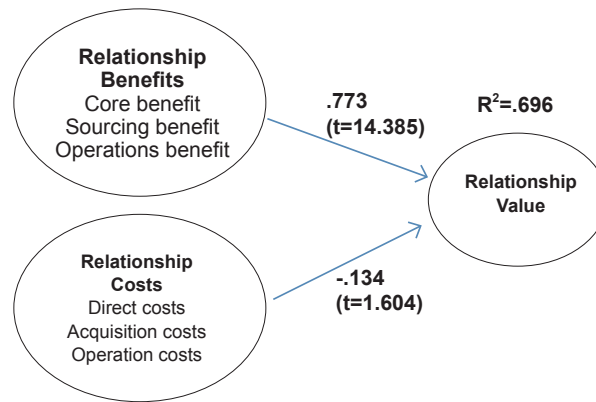 Relationship
Benefits
Core benefit
Sourcing benefit
Operations benefit
.773
(t=14.385)
R²=.696
Relationship
Value
Relationship
Costs
Direct costs
Acquisition costs
Operation costs
-.134
(t=1.604)